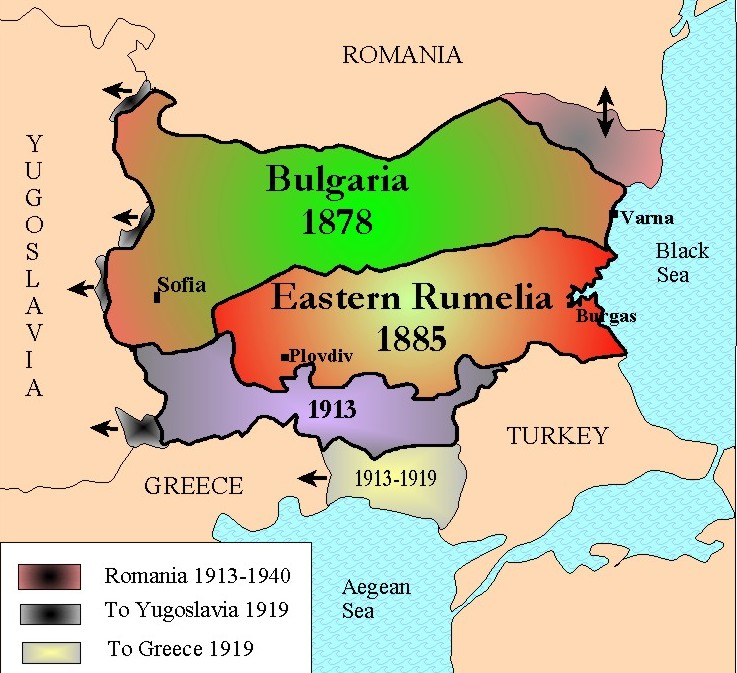 ROMANIA
YUGOSLAVIA
Bulgaria
1878
Varna
Black
Sea
Sofia
Eastern Rumelia
1885
Burgas
Plovdiv
1913
TURKEY
GREECE
1913-1919
Aegean
Sea
Romania 1913-1940
To Yugoslavia 1919
To Greece 1919